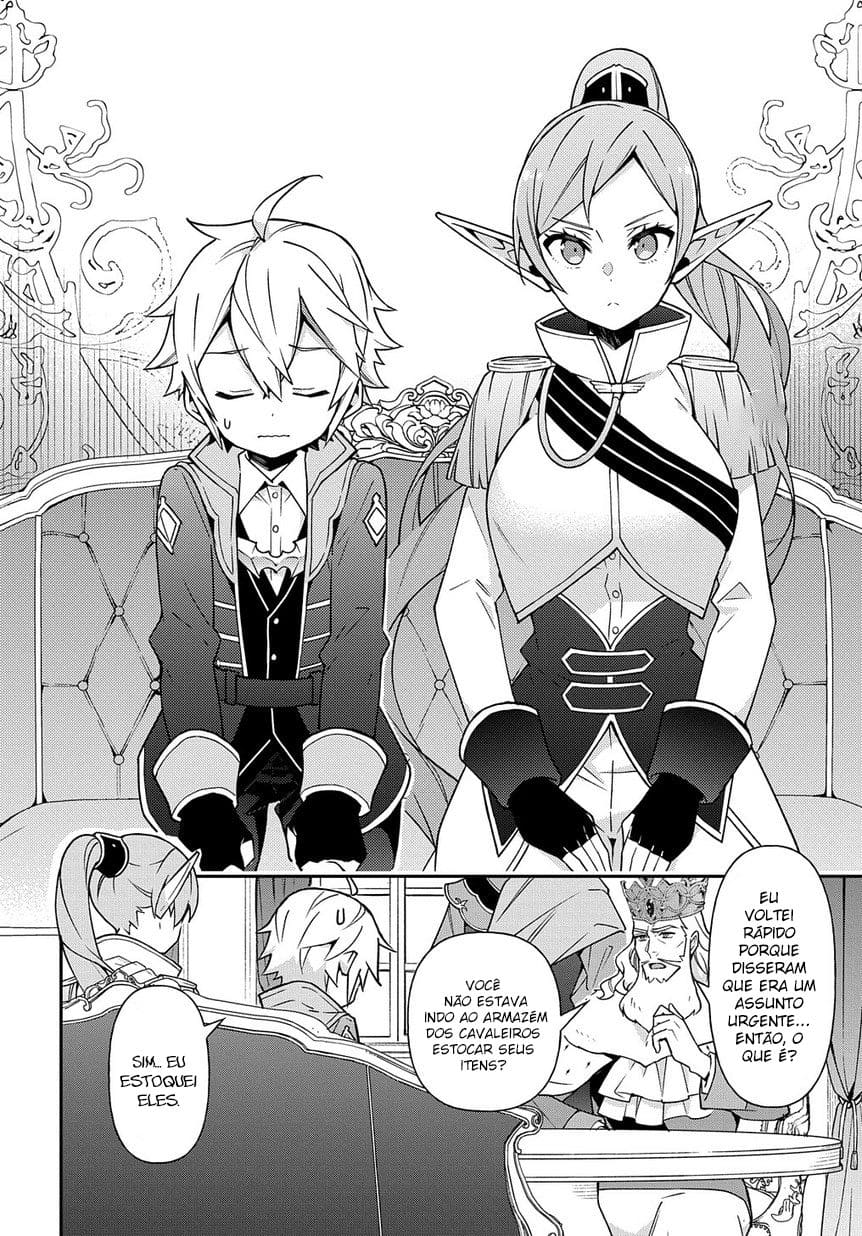 EU
VOLTEI
RÁPIDO
PORQUE
DISSERAM
QUE ERA UM
ASSUNTO
URGENTE...
ENTÃO, O
QUE É?
VOCÊ
NÃO ESTAVA
INDO AO ARMAZÉM
DOS CAVALEIROS
ESTOCAR SEUS
ITENS?
SIM... EU
ESTOQUEI
ELES.